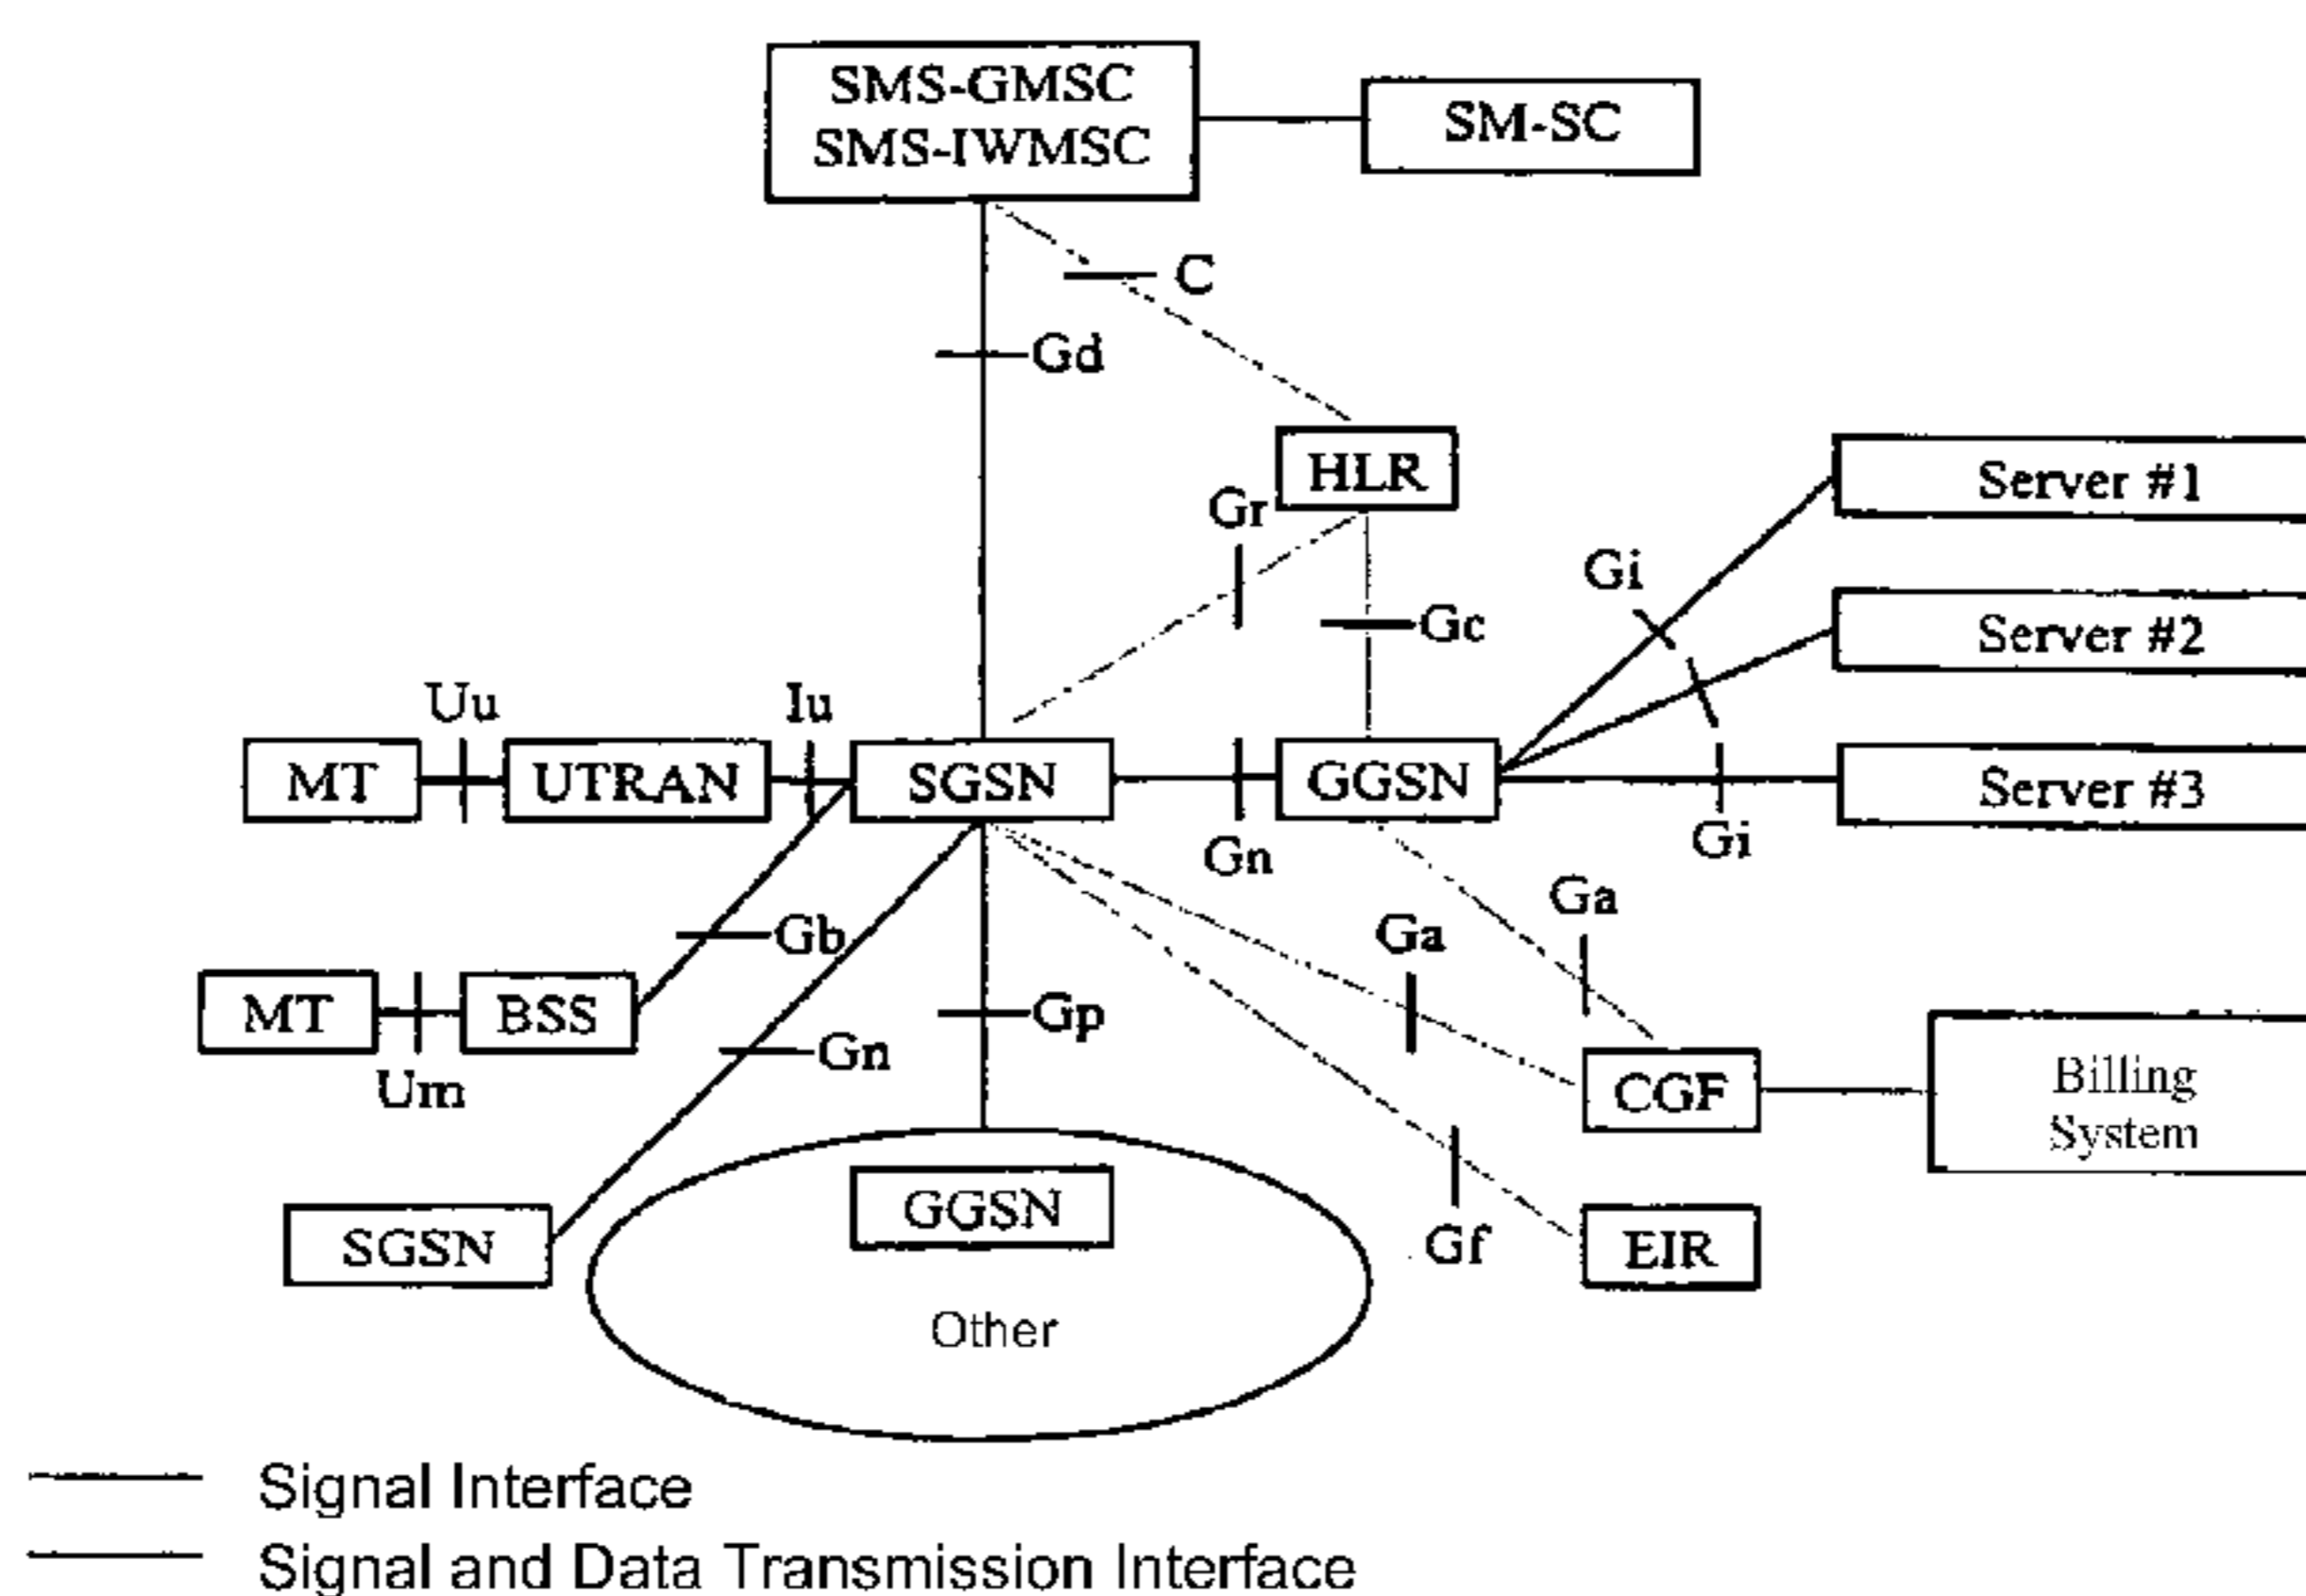 SMS-GMSC
SMS-IWMSC
SM-SC
C
Gd
HLR
Gr
Server #1
Gi
Gc
Server #2
Uu
Iu
MT
UTRAN
SGSN
GGSN
Server #3
Gn
Gi
Ga
Ga
Gb
MT
BSS
Gp
Gn
Um
CGF
Billing
System
GGSN
SGSN
Gf
EIR
Other
Signal Interface
Signal and Data Transmission Interface